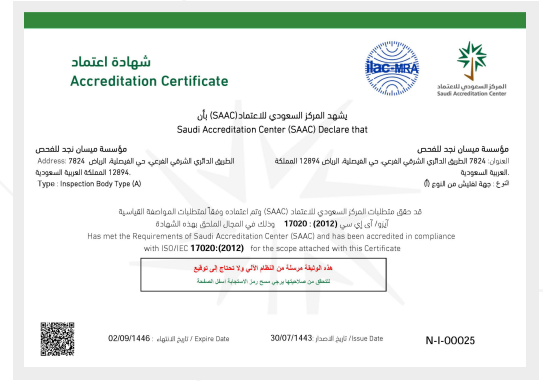 شهادة اعتماد
Accreditation Certificate
ilac-MRA
المركز السعودي للاعتماد
Saudi Accreditation Center
يشهد المركز السعودي للاعتماد (SAAC) بأن
Saudi Accreditation Center (SAAC) Declare that
مؤسسة ميسان نجد للفحص
العنوان: 7824 الطريق الدائري الشرقي الفرعي، حي الفيصلية، الرياض 12894 المملكة
العربية السعودية.
النوع : جهة تفتيش من النوع (أ)
مؤسسة ميسان نجد للفحص
Address: 7824 الطريق الدائري الشرقي الفرعي، حي الفيصلية، الرياض
12894 المملكة العربية السعودية.
Type : Inspection Body Type (A)
قد حقق متطلبات المركز السعودي للاعتماد (SAAC) وتم اعتماده وفقاً لمتطلبات المواصفة القياسية
آيزو/ آى إي سي (2012) : 17020 وذلك في المجال الملحق بهذه الشهادة
Has met the Requirements of Saudi Accreditation Center (SAAC) and has been accredited in compliance
with ISO/IEC 17020:(2012) for the scope attached with this Certificate
هذه الوثيقة مرسلة من النظام الآلي ولا تحتاج إلى توقيع
للتحقق من صلاحيتها يرجى مسح رمز الاستجابة اسفل الصفحة
02/09/1446 : تاريخ الانتهاء / Expire Date
30/07/1443 :تاريخ الاصدار /Issue Date
N-I-00025